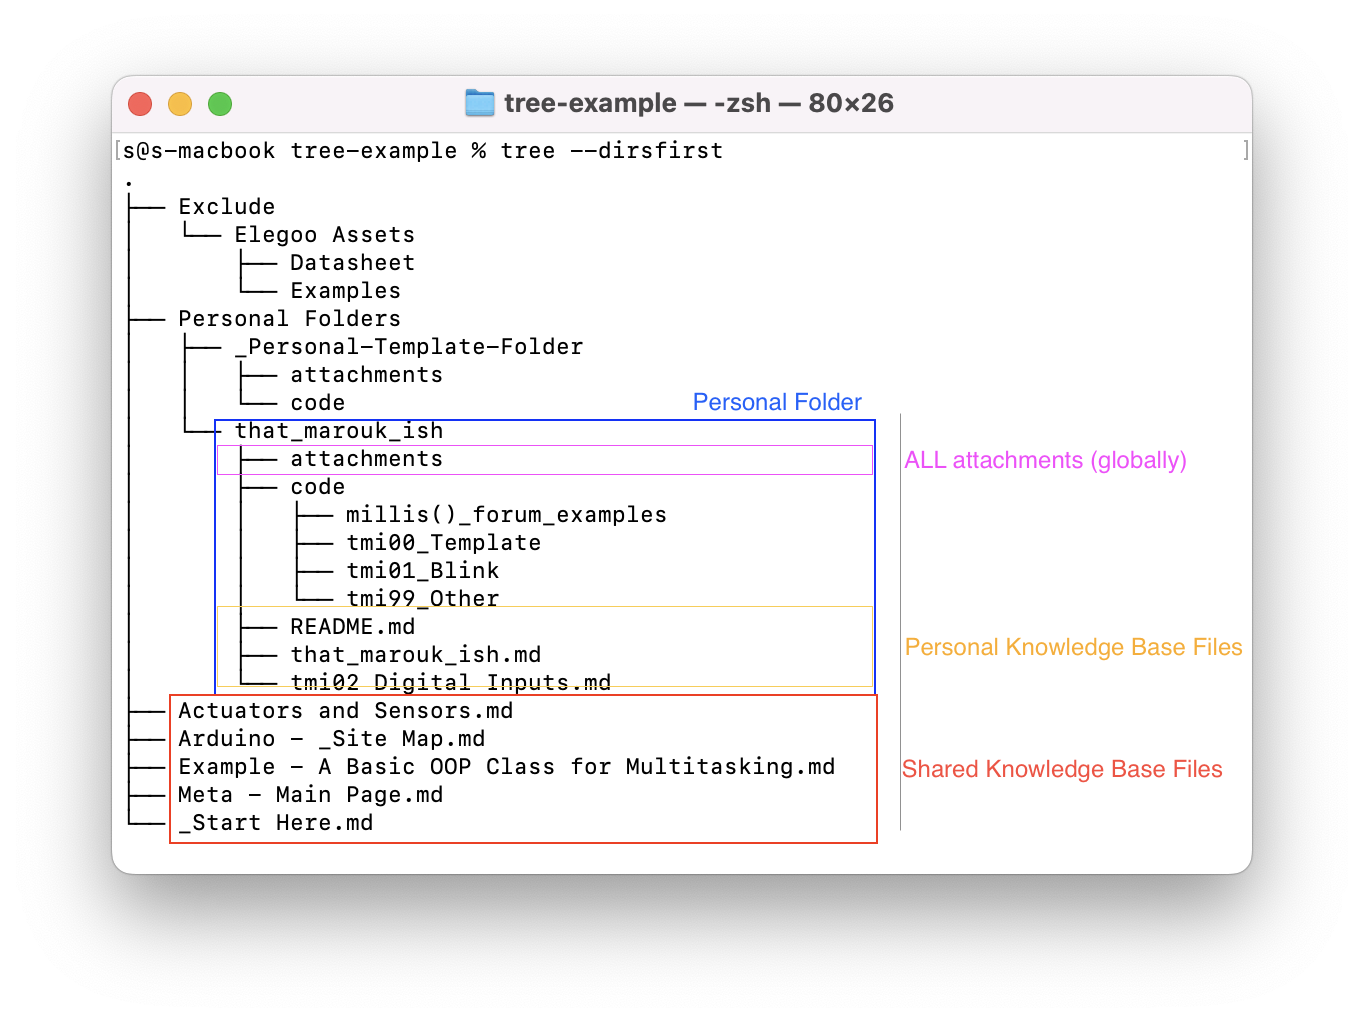 tree-example — -zsh — 80×26
[s@s-macbook tree-example % tree --dirsfirst ]
.
├── Exclude
│   └── Elegoo Assets
│       ├── Datasheet
│       └── Examples
├── Personal Folders
│   ├── _Personal-Template-Folder
│   │   ├── attachments
│   │   └── code
Personal Folder
│   └── that_marouk_ish
│       ├── attachments
ALL attachments (globally)
│       ├── code
│       │   ├── millis()_forum_examples
│       │   ├── tmi00_Template
│       │   ├── tmi01_Blink
│       │   └── tmi99_Other
│       ├── README.md
Personal Knowledge Base Files
│       ├── that_marouk_ish.md
│       └── tmi02_Digital_Inputs.md
├── Actuators and Sensors.md
├── Arduino - _Site Map.md
├── Example - A Basic OOP Class for Multitasking.md
Shared Knowledge Base Files
├── Meta - Main Page.md
└── _Start Here.md